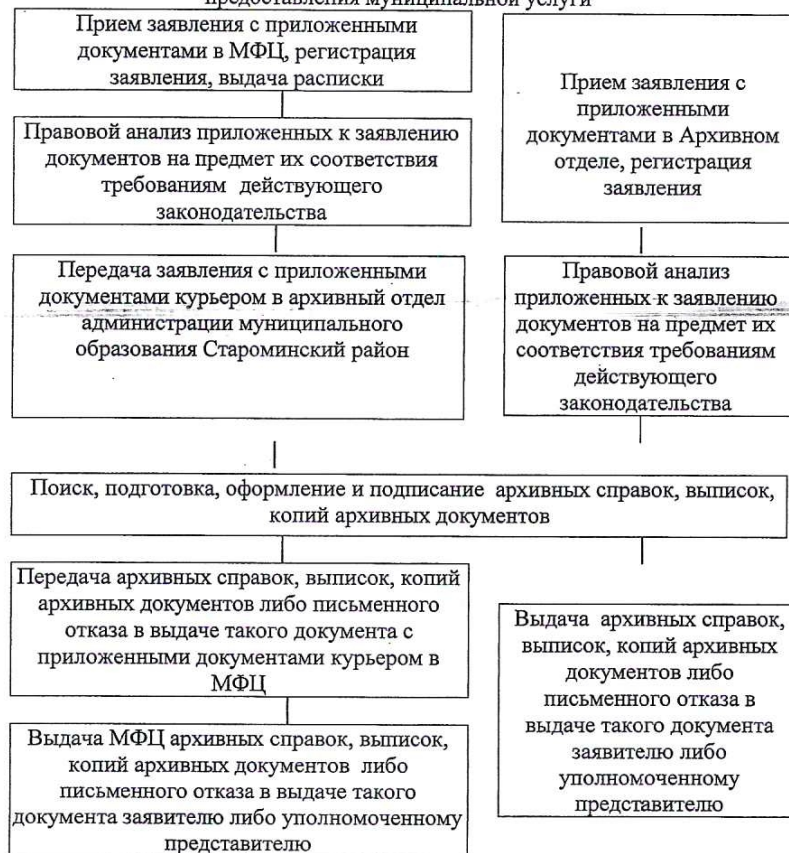 предоставления муниципальной услуги
Прием заявления с приложенными
документами в МФЦ, регистрация
заявления, выдача расписки
Правовой анализ приложенных к заявлению
документов на предмет их соответствия
требованиям действующего
законодательства
Передача заявления с приложенными
документами курьером в архивный отдел
администрации муниципального
образования Староминский район
Прием заявления с
приложенными
документами в Архивном
отделе, регистрация
заявления
Правовой анализ
приложенных к заявлению
документов на предмет их
соответствия требованиям
действующего
законодательства
Поиск, подготовка, оформление и подписание архивных справок, выписок,
копий архивных документов
Передача архивных справок, выписок, копий
архивных документов либо письменного
отказа в выдаче такого документа с
приложенными документами курьером в
МФЦ
Выдача МФЦ архивных справок, выписок,
копий архивных документов либо
письменного отказа в выдаче такого
документа заявителю либо уполномоченному
представителю
Выдача архивных справок,
выписок, копий архивных
документов либо
письменного отказа в
выдаче такого документа
заявителю либо
уполномоченному
представителю